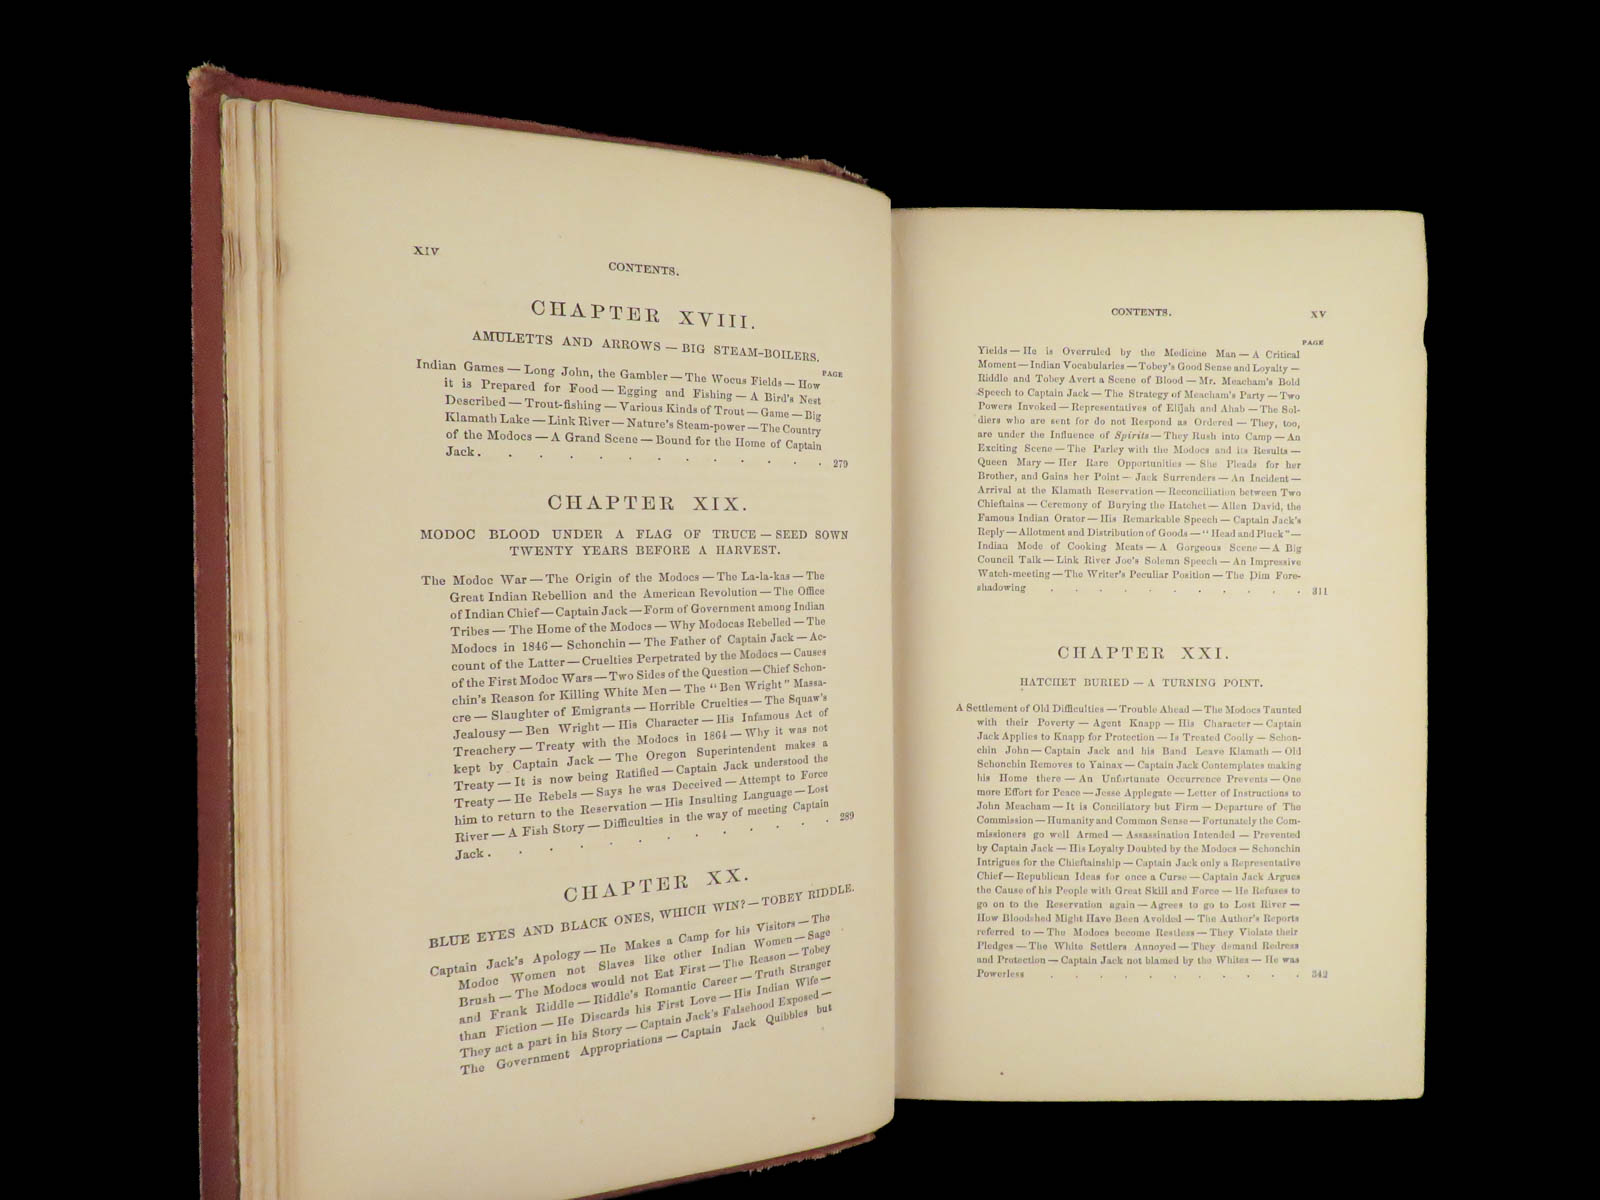 XIV
CONTENTS.
CHAPTER XVIII.
AMULETTS AND ARROWS — BIG STEAM-BOILERS.
PAGE
Indian Games — Long John, the Gambler — The Wocus Fields — How
it is Prepared for Food — Egging and Fishing — A Bird's Nest
Described — Trout-fishing — Various Kinds of Trout — Game — Big
Klamath Lake — Link River — Nature's Steam-power — The Country
of the Modocs — A Grand Scene — Bound for the Home of Captain
Jack . . . . . . . . . . . . . 279
CHAPTER XIX.
MODOC BLOOD UNDER A FLAG OF TRUCE — SEED SOWN
TWENTY YEARS BEFORE A HARVEST.
The Modoc War — The Origin of the Modocs — The La-la-kas — The
Great Indian Rebellion and the American Revolution — The Office
of Indian Chief — Captain Jack — Form of Government among Indian
Tribes — The Home of the Modocs — Why Modocas Rebelled — The
Modocs in 1846 — Schonchin — The Father of Captain Jack — Ac-
count of the Latter — Cruelties Perpetrated by the Modocs — Causes
of the First Modoc Wars — Two Sides of the Question — Chief Schon-
chin's Reason for Killing White Men — The "Ben Wright" Massa-
cre — Slaughter of Emigrants — Horrible Cruelties — The Squaw's
Jealousy — Ben Wright — His Character — His Infamous Act of
Treachery — Treaty with the Modocs in 1864 — Why it was not
kept by Captain Jack — The Oregon Superintendent makes a
Treaty — It is now being Ratified — Captain Jack understood the
Treaty — He Rebels — Says he was Deceived — Attempt to Force
him to return to the Reservation — His Insulting Language — Lost
River — A Fish Story — Difficulties in the way of meeting Captain
Jack . . . . . . . . . . . . . 289
CHAPTER XX.
BLUE EYES AND BLACK ONES, WHICH WIN? — TOBEY RIDDLE.
Captain Jack's Apology — He Makes a Camp for his Visitors — The
Modoc Women not Slaves like other Indian Women — Sage
Brush — The Modocs would not Eat First — The Reason — Tobey
and Frank Riddle — Riddle's Romantic Career — Truth Stranger
than Fiction — He Discards his First Love — His Indian Wife —
They act a part in his Story — Captain Jack's Falsehood Exposed —
The Government Appropriations — Captain Jack Quibbles but
CONTENTS. XV
PAGE
Yields — He is Overruled by the Medicine Man — A Critical
Moment — Indian Vocabularies — Tobey's Good Sense and Loyalty —
Riddle and Tobey Avert a Scene of Blood — Mr. Meacham's Bold
Speech to Captain Jack — The Strategy of Meacham's Party — Two
Powers Invoked — Representatives of Elijah and Ahab — The Sol-
diers who are sent for do not Respond as Ordered — They, too,
are under the Influence of Spirits — They Rush into Camp — An
Exciting Scene — The Parley with the Modocs and its Results —
Queen Mary — Her Rare Opportunities — She Pleads for her
Brother, and Gains her Point — Jack Surrenders — An Incident —
Arrival at the Klamath Reservation — Reconciliation between Two
Chieftains — Ceremony of Burying the Hatchet — Allen David, the
Famous Indian Orator — His Remarkable Speech — Captain Jack's
Reply — Allotment and Distribution of Goods — "Head and Pluck" —
Indian Mode of Cooking Meats — A Gorgeous Scene — A Big
Council Talk — Link River Joe's Solemn Speech — An Impressive
Watch-meeting — The Writer's Peculiar Position — The Dim Fore-
shadowing . . . . . . . . . . . 311
CHAPTER XXI.
HATCHET BURIED — A TURNING POINT.
A Settlement of Old Difficulties — Trouble Ahead — The Modocs Taunted
with their Poverty — Agent Knapp — His Character — Captain
Jack Applies to Knapp for Protection — Is Treated Coolly — Schon-
chin John — Captain Jack and his Band Leave Klamath — Old
Schonchin Removes to Yainax — Captain Jack Contemplates making
his Home there — An Unfortunate Occurrence Prevents — One
more Effort for Peace — Jesse Applegate — Letter of Instructions to
John Meacham — It is Conciliatory but Firm — Departure of The
Commission — Humanity and Common Sense — Fortunately the Com-
missioners go well Armed — Assassination Intended — Prevented
by Captain Jack — His Loyalty Doubted by the Modocs — Schonchin
Intrigues for the Chieftainship — Captain Jack only a Representative
Chief — Republican Ideas for once a Curse — Captain Jack Argues
the Cause of his People with Great Skill and Force — He Refuses to
go on to the Reservation again — Agrees to go to Lost River —
How Bloodshed Might Have Been Avoided — The Author's Reports
referred to — The Modocs become Restless — They Violate their
Pledges — The White Settlers Annoyed — They demand Redress
and Protection — Captain Jack not blamed by the Whites — He was
Powerless . . . . . . . . . . . 342